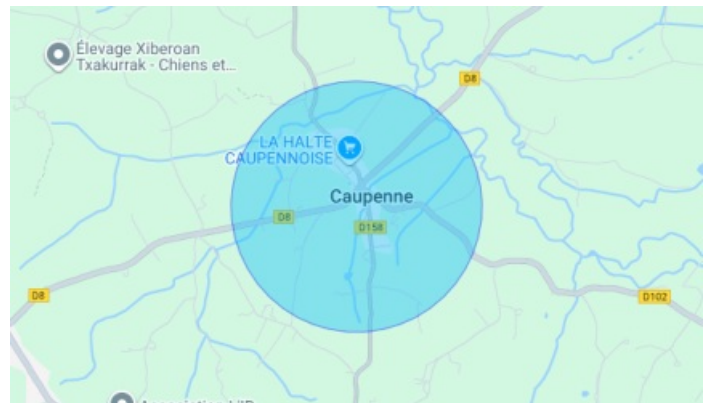 Élevage Xiberoan
Txakurrak - Chiens et...
D8
LA HALTE
CAUPENNOISE
Caupenne
D8
D158
D8
D102